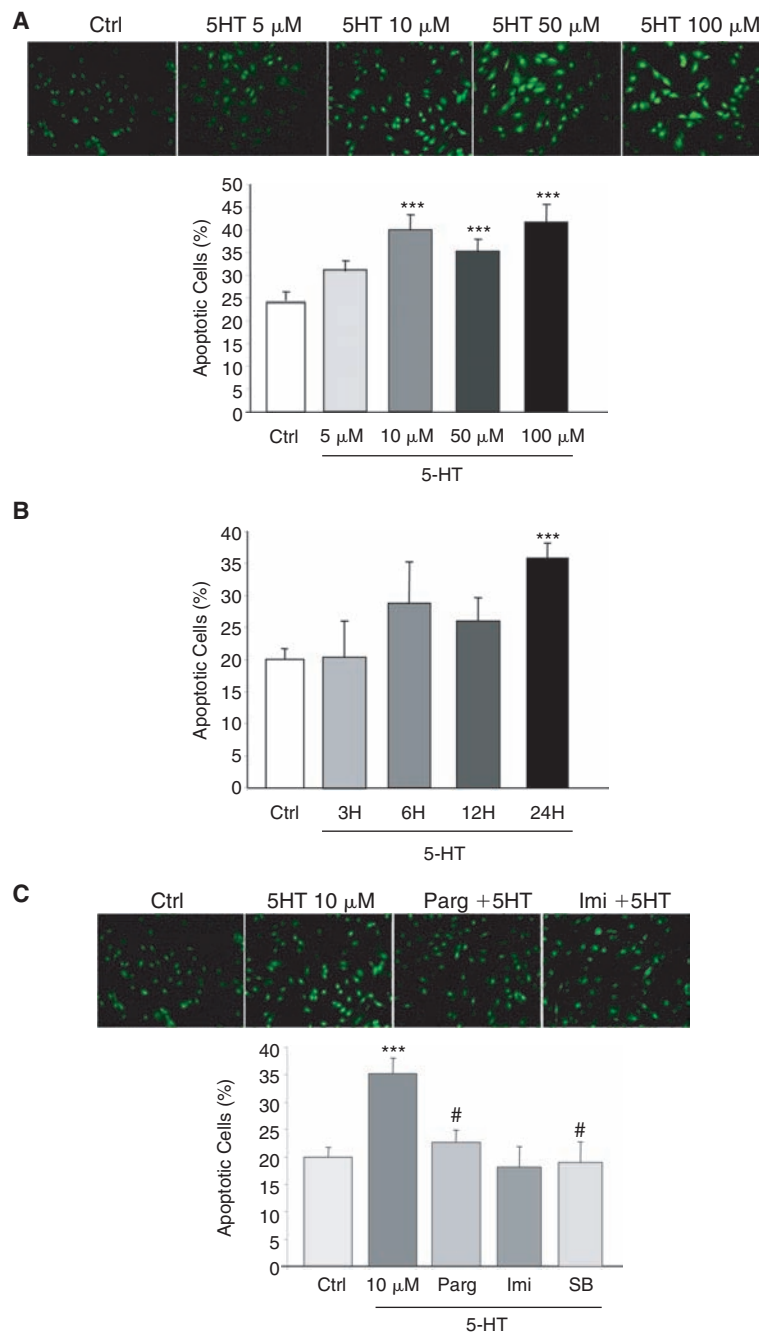 A
Ctrl 5HT 5 μM 5HT 10 μM 5HT 50 μM 5HT 100 μM
Apoptotic Cells (%)
50
45
40
35
30
25
20
15
10
5
0
***
***
***
Ctrl 5 μM 10 μM 50 μM 100 μM
5-HT
B
Apoptotic Cells (%)
40
35
30
25
20
15
10
5
0
***
Ctrl 3H 6H 12H 24H
5-HT
C
Ctrl 5HT 10 μM Parg +5HT Imi +5HT
Apoptotic Cells (%)
40
35
30
25
20
15
10
5
0
***
#
#
Ctrl 10 μM Parg Imi SB
5-HT